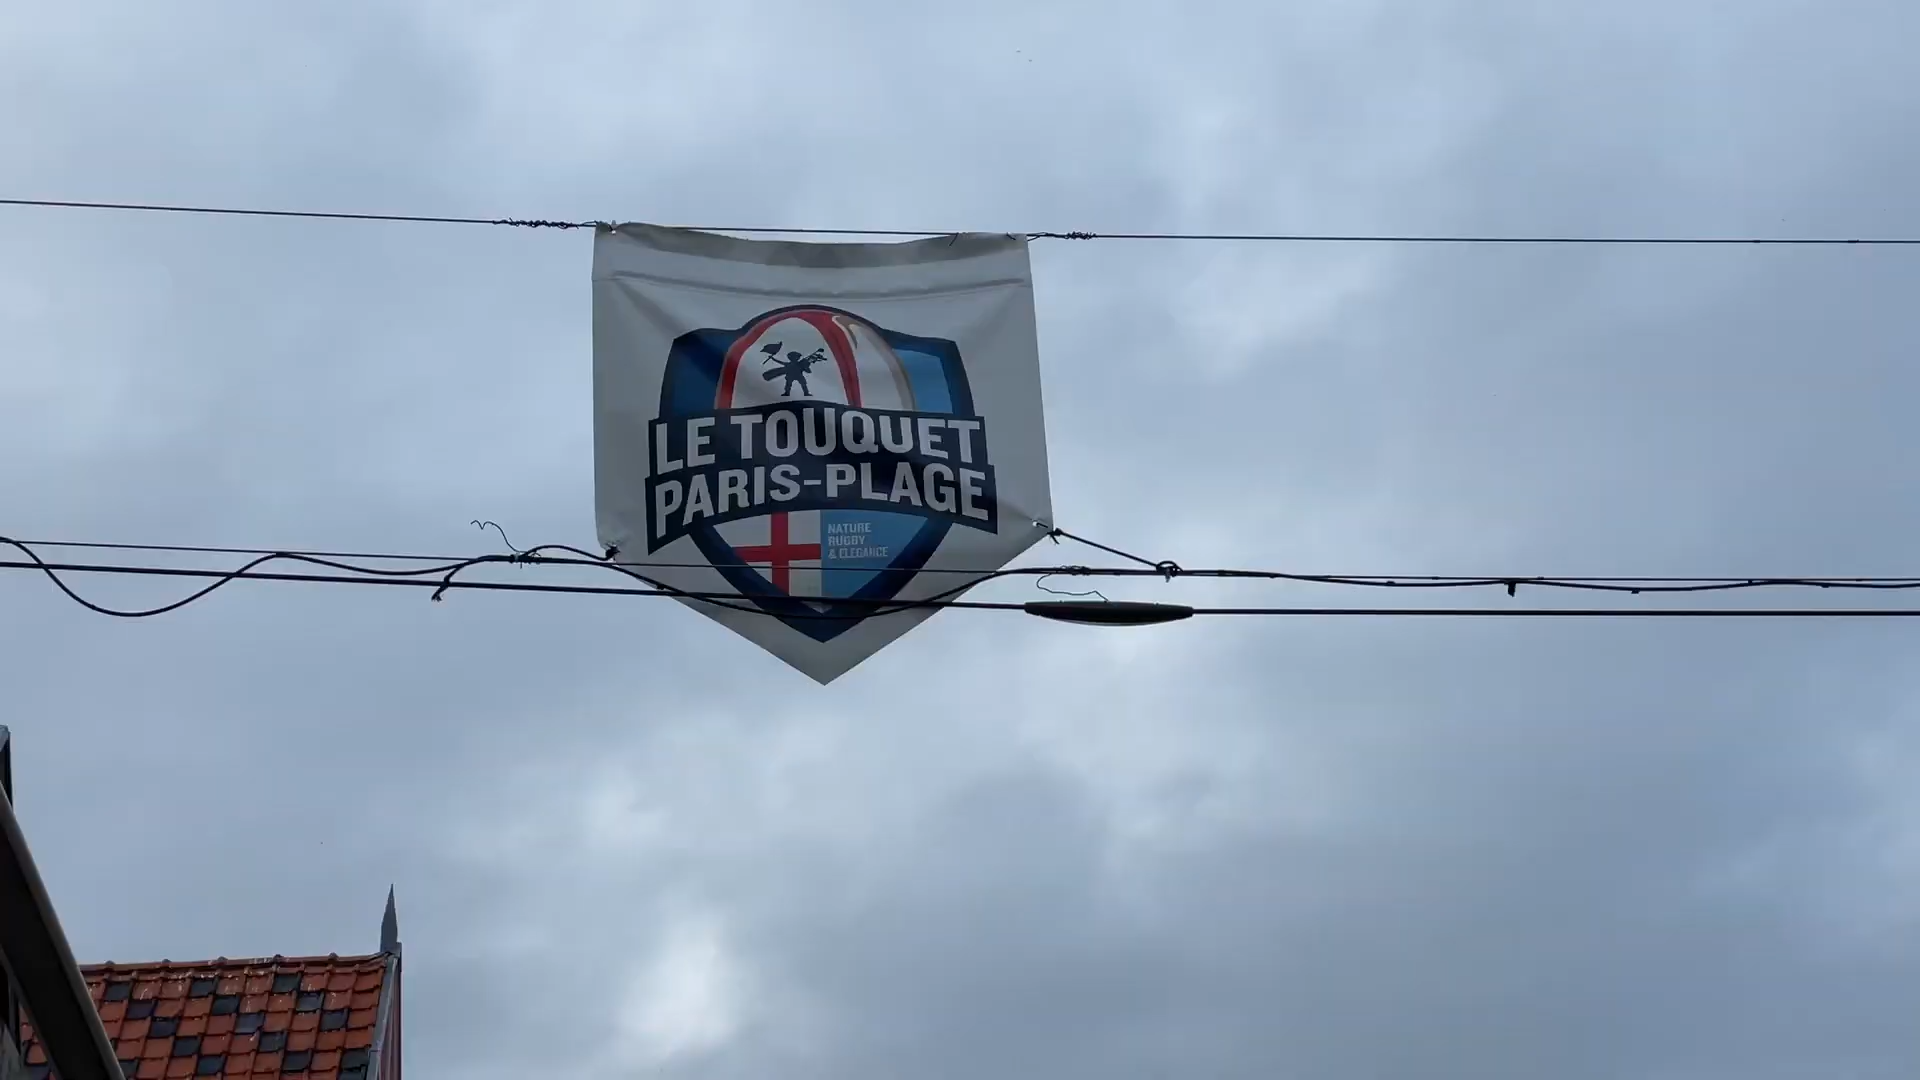 LE TOUQUET
PARIS-PLAGE
NATURE
RUGBY
& ELEGANCE